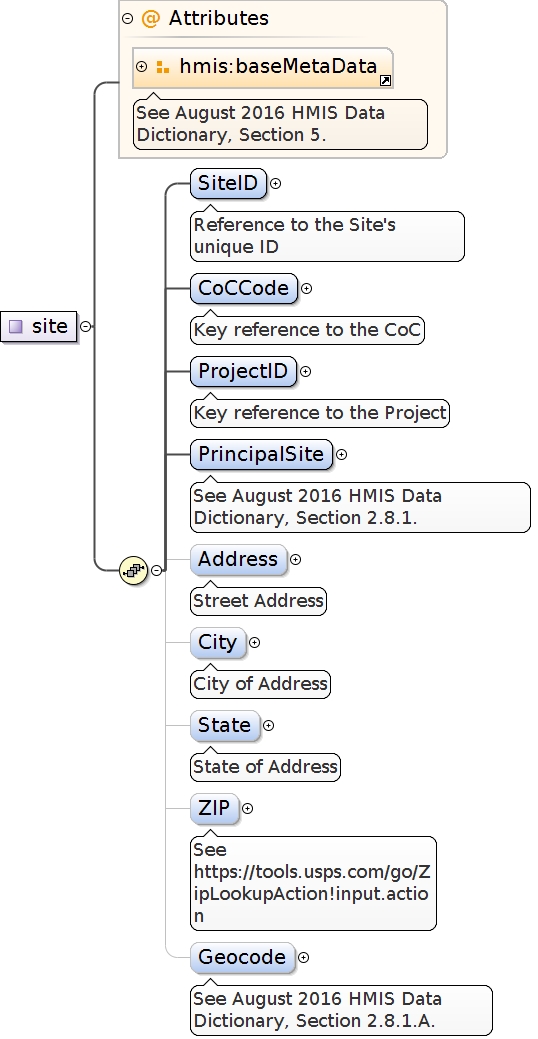 Attributes
hmis:baseMetaData
See August 2016 HMIS Data
Dictionary, Section 5.
SiteID
Reference to the Site's
unique ID
CoCCode
Key reference to the CoC
site
ProjectID
Key reference to the Project
PrincipalSite
See August 2016 HMIS Data
Dictionary, Section 2.8.1.
Address
Street Address
City
City of Address
State
State of Address
ZIP
See
https://tools.usps.com/go/Z
ipLookupAction!input.actio
n
Geocode
See August 2016 HMIS Data
Dictionary, Section 2.8.1.A.